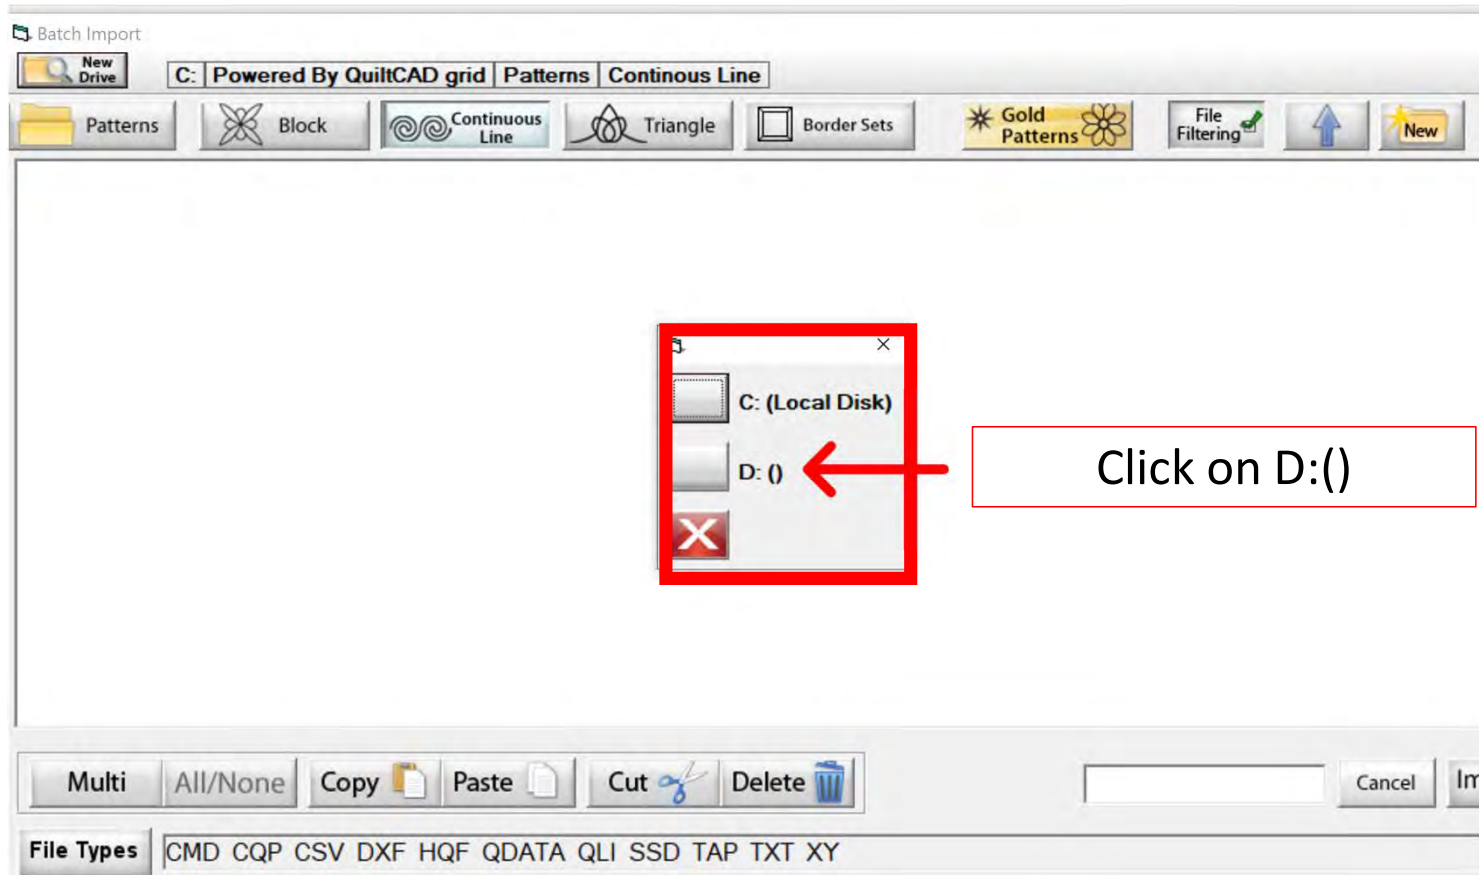 Batch Import
New
Drive
C: Powered By QuiltCAD grid Patterns Continous Line
Patterns
Block
Continuous
Line
Triangle
Border Sets
Gold
Patterns
File
Filtering
New
C: (Local Disk)
D: ()
Click on D:()
Multi
All/None
Copy
Paste
Cut
Delete
Cancel
Im
File Types
CMD CQP CSV DXF HQF QDATA QLI SSD TAP TXT XY